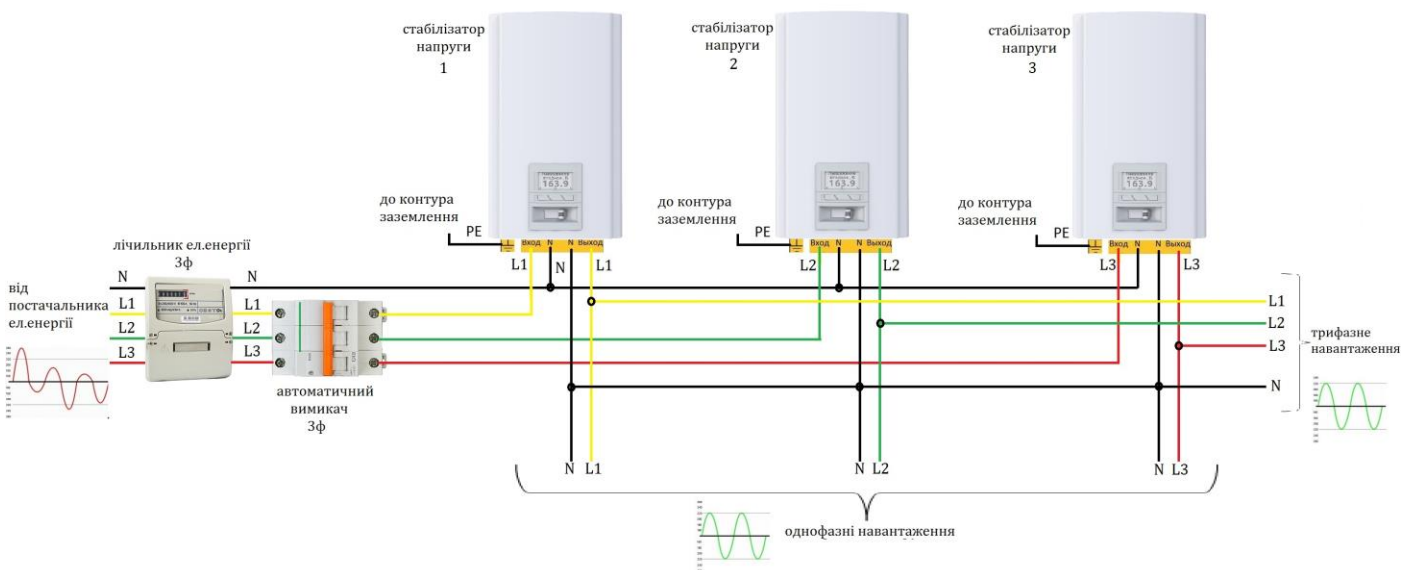 стабілізатор
напруги
1
стабілізатор
напруги
2
стабілізатор
напруги
3
163.9
163.9
163.9
до контура
заземлення
PE
до контура
заземлення
PE
до контура
заземлення
PE
Вход N N Выход
Вход N N Выход
Вход N N Выход
L1 N L1
L2 L2
L3 L3
лічильник ел.енергії
3ф
від
постачальника
ел.енергії
N
L1
L2
L3
N
L1
L2
L3
автоматичний
вимикач
3ф
L1
L2
L3
N
трифазне
навантаження
N L1
N L2
N L3
однофазні навантаження